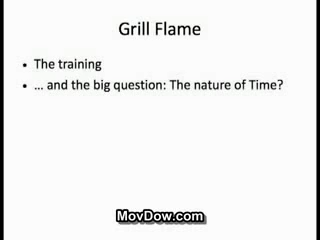 Grill Flame
• The training
• … and the big question: The nature of Time?
MovDow.com